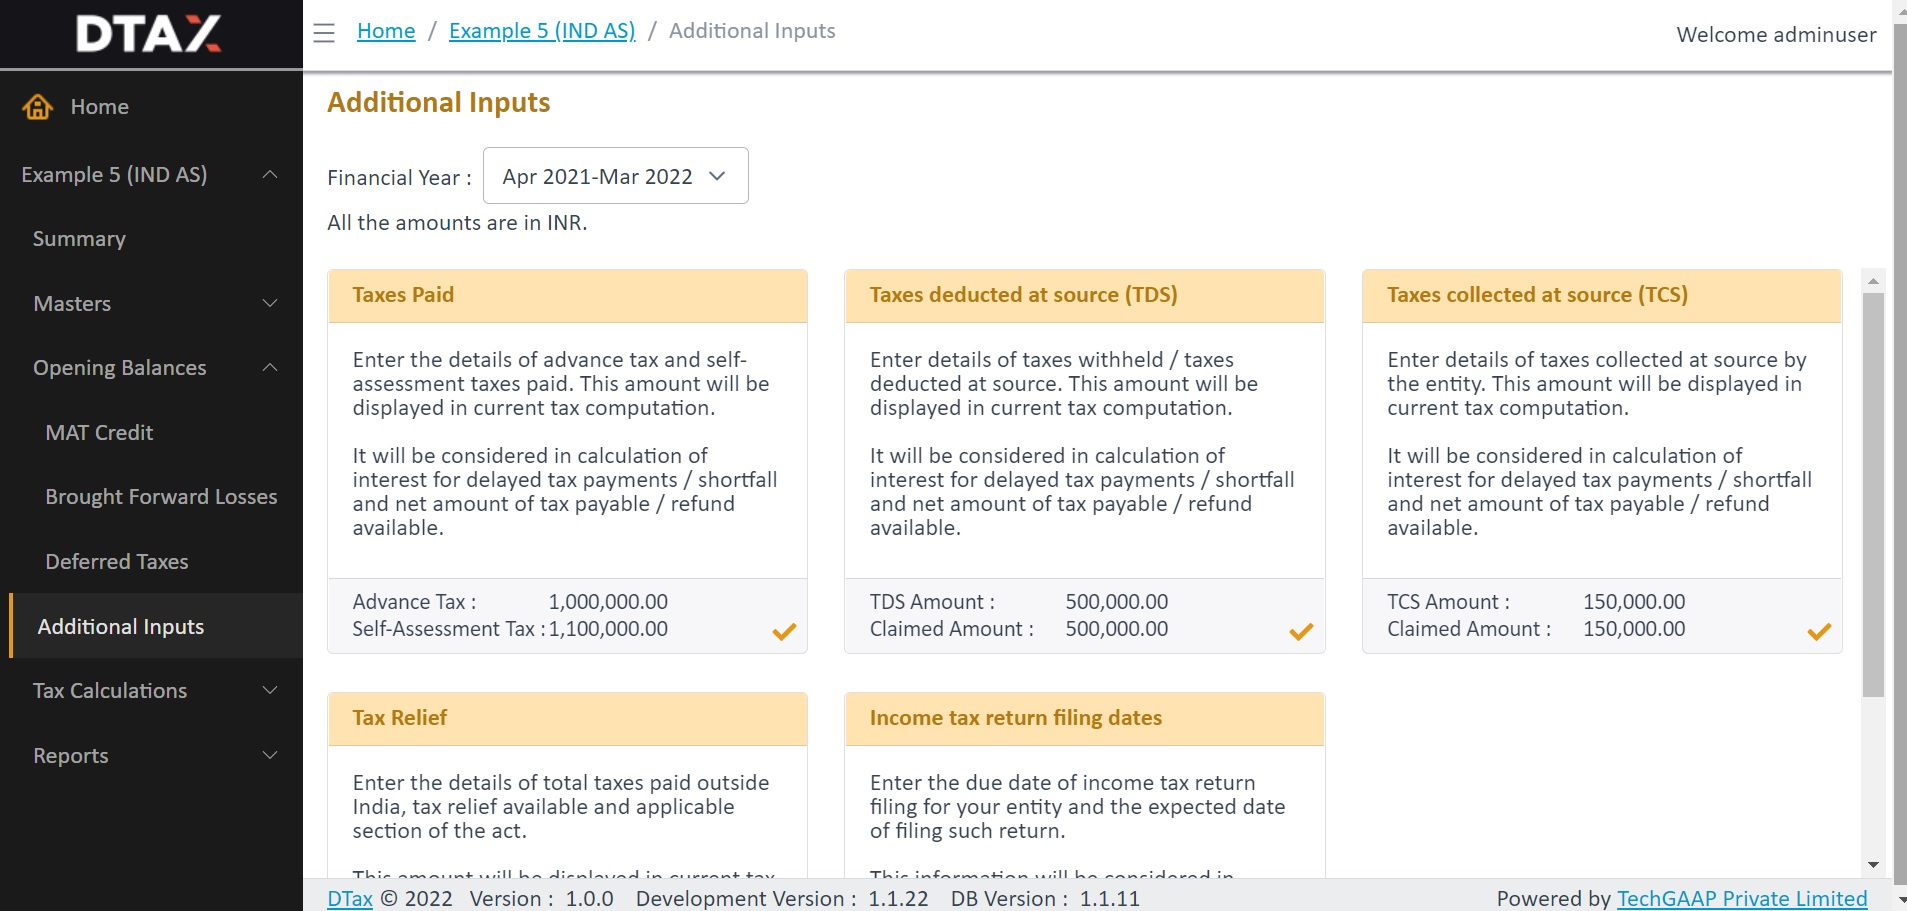 DTAX
Home / Example 5 (IND AS) / Additional Inputs
Welcome adminuser
Home
Example 5 (IND AS)
Summary
Masters
Opening Balances
MAT Credit
Brought Forward Losses
Deferred Taxes
Additional Inputs
Tax Calculations
Reports
Additional Inputs
Financial Year : Apr 2021-Mar 2022
All the amounts are in INR.
Taxes Paid
Enter the details of advance tax and self-
assessment taxes paid. This amount will be
displayed in current tax computation.
It will be considered in calculation of
interest for delayed tax payments / shortfall
and net amount of tax payable / refund
available.
Advance Tax : 1,000,000.00
Self-Assessment Tax : 1,100,000.00
Taxes deducted at source (TDS)
Enter details of taxes withheld / taxes
deducted at source. This amount will be
displayed in current tax computation.
It will be considered in calculation of
interest for delayed tax payments / shortfall
and net amount of tax payable / refund
available.
TDS Amount : 500,000.00
Claimed Amount : 500,000.00
Taxes collected at source (TCS)
Enter details of taxes collected at source by
the entity. This amount will be displayed in
current tax computation.
It will be considered in calculation of
interest for delayed tax payments / shortfall
and net amount of tax payable / refund
available.
TCS Amount : 150,000.00
Claimed Amount : 150,000.00
Tax Relief
Enter the details of total taxes paid outside
India, tax relief available and applicable
section of the act.
This amount will be displayed in current tax
Income tax return filing dates
Enter the due date of income tax return
filing for your entity and the expected date
of filing such return.
This information will be considered in
DTax © 2022 Version : 1.0.0 Development Version : 1.1.22 DB Version : 1.1.11
Powered by TechGAAP Private Limited